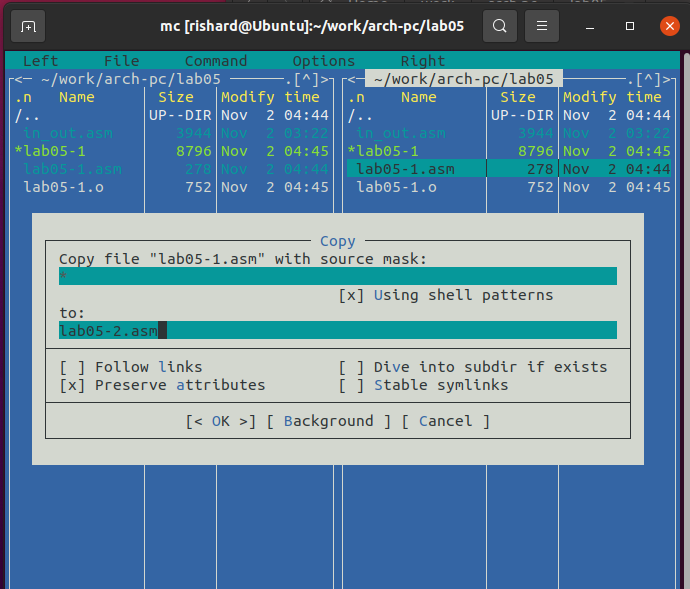 mc [rishard@Ubuntu]:~/work/arch-pc/lab05
Left File Command Options Right
<─ ~/work/arch-pc/lab05 ─.[^]> <─ ~/work/arch-pc/lab05 ─.[^]>
.n Name Size Modify time .n Name Size Modify time
/.. UP--DIR Nov 2 04:44 /.. UP--DIR Nov 2 04:44
in_out.asm 3944 Nov 2 03:22 in_out.asm 3944 Nov 2 03:22
*lab05-1 8796 Nov 2 04:45 *lab05-1 8796 Nov 2 04:45
lab05-1.asm 278 Nov 2 04:44 lab05-1.asm 278 Nov 2 04:44
lab05-1.o 752 Nov 2 04:45 lab05-1.o 752 Nov 2 04:45
Copy
Copy file "lab05-1.asm" with source mask:
*
[x] Using shell patterns
to:
lab05-2.asm
[ ] Follow links [ ] Dive into subdir if exists
[x] Preserve attributes [ ] Stable symlinks
[< OK >] [ Background ] [ Cancel ]